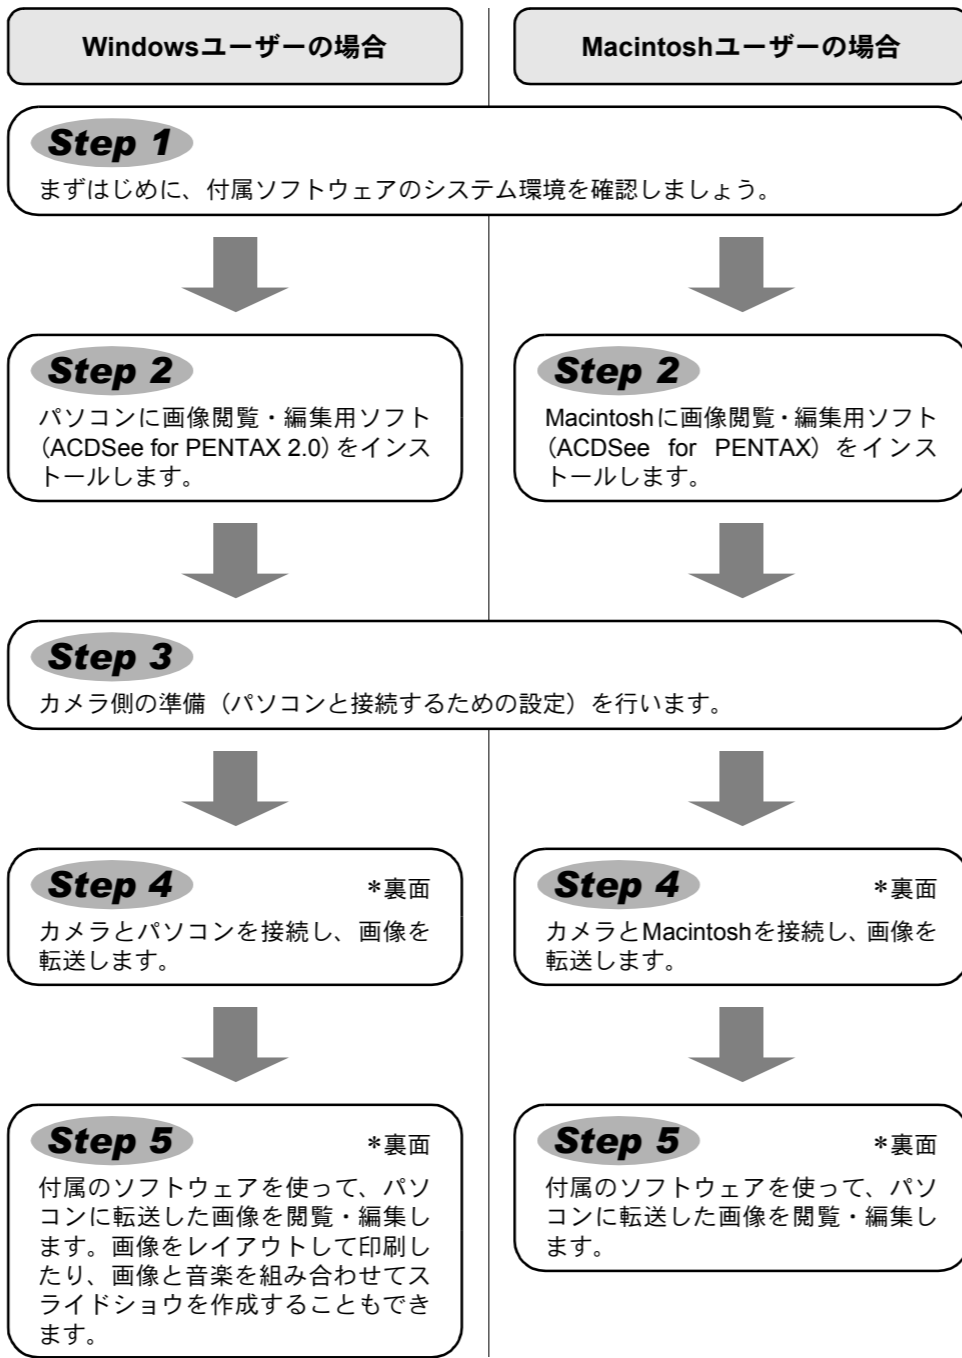 Windowsユーザーの場合
Macintoshユーザーの場合
Step 1
まずはじめに、付属ソフトウェアのシステム環境を確認しましょう。
Step 2
パソコンに画像閲覧・編集用ソフト
（ACDSee for PENTAX 2.0）をインス
トールします。
Step 2
Macintoshに画像閲覧・編集用ソフト
（ACDSee for PENTAX）をインス
トールします。
Step 3
カメラ側の準備（パソコンと接続するための設定）を行います。
Step 4 *裏面
カメラとパソコンを接続し、画像を
転送します。
Step 4 *裏面
カメラとMacintoshを接続し、画像を
転送します。
Step 5 *裏面
付属のソフトウェアを使って、パソ
コンに転送した画像を閲覧・編集し
ます。画像をレイアウトして印刷し
たり、画像と音楽を組み合わせてス
ライドショウを作成することもでき
ます。
Step 5 *裏面
付属のソフトウェアを使って、パソ
コンに転送した画像を閲覧・編集し
ます。